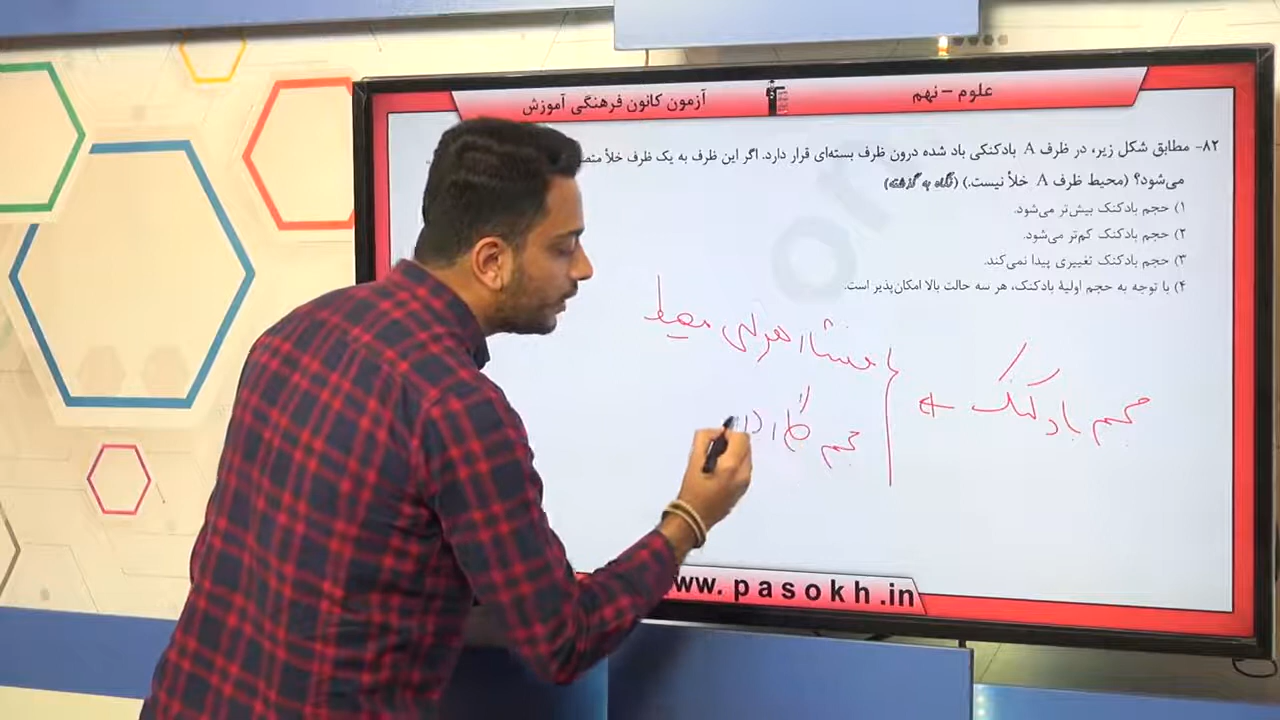 علوم – نهم
آزمون کانون فرهنگی آموزش
۸۲- مطابق شکل زیر، در ظرف A بادکنکی باد شده درون ظرف بسته‌ای قرار دارد. اگر این ظرف به یک ظرف خلأ
می‌شود؟ (محیط ظرف A خلأ نیست.) (نگاه به گذشته)
۱) حجم بادکنک بیش‌تر می‌شود.
۲) حجم بادکنک کم‌تر می‌شود.
۳) حجم بادکنک تغییری پیدا نمی‌کند.
۴) با توجه به حجم اولیهٔ بادکنک، هر سه حالت بالا امکان‌پذیر است.
حجم بادکنک
فشار هوای محیط
حجم گاز
www.pasokh.in